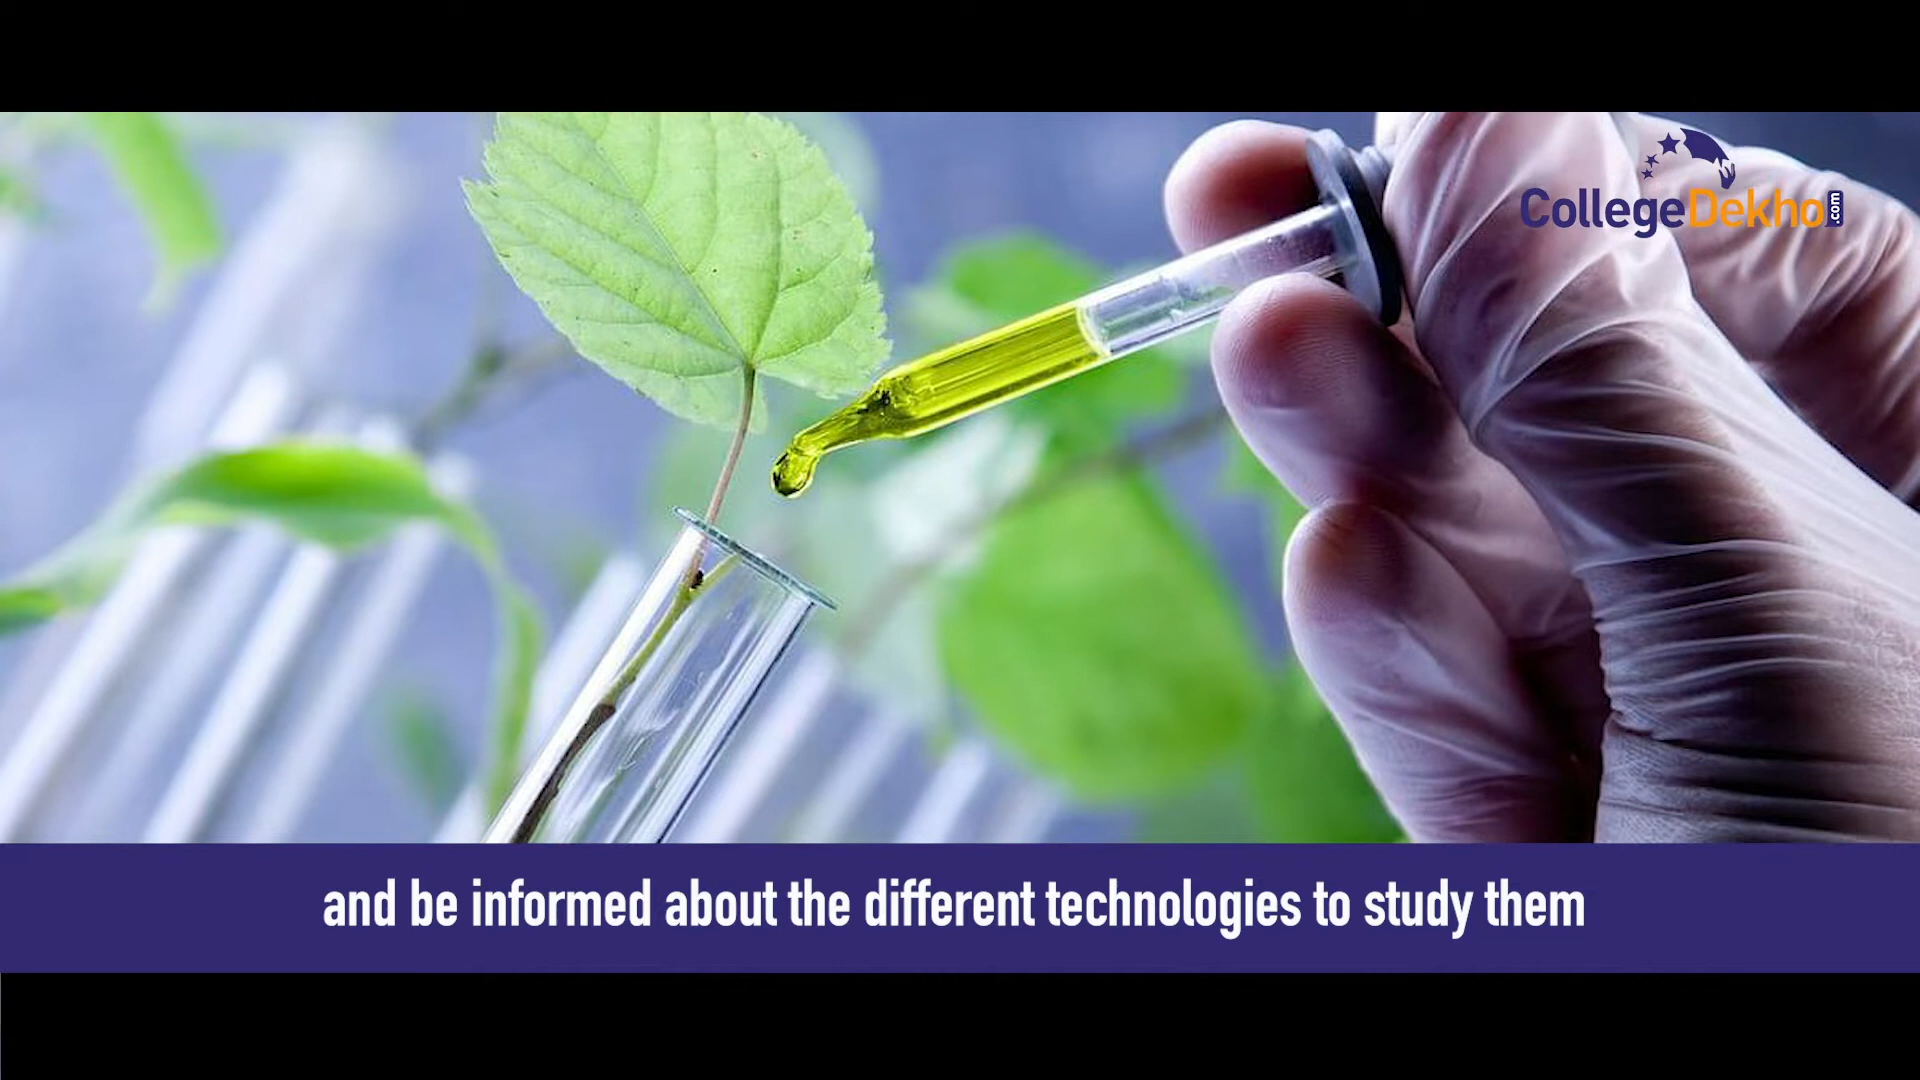 CollegeDekho.com
and be informed about the different technologies to study them